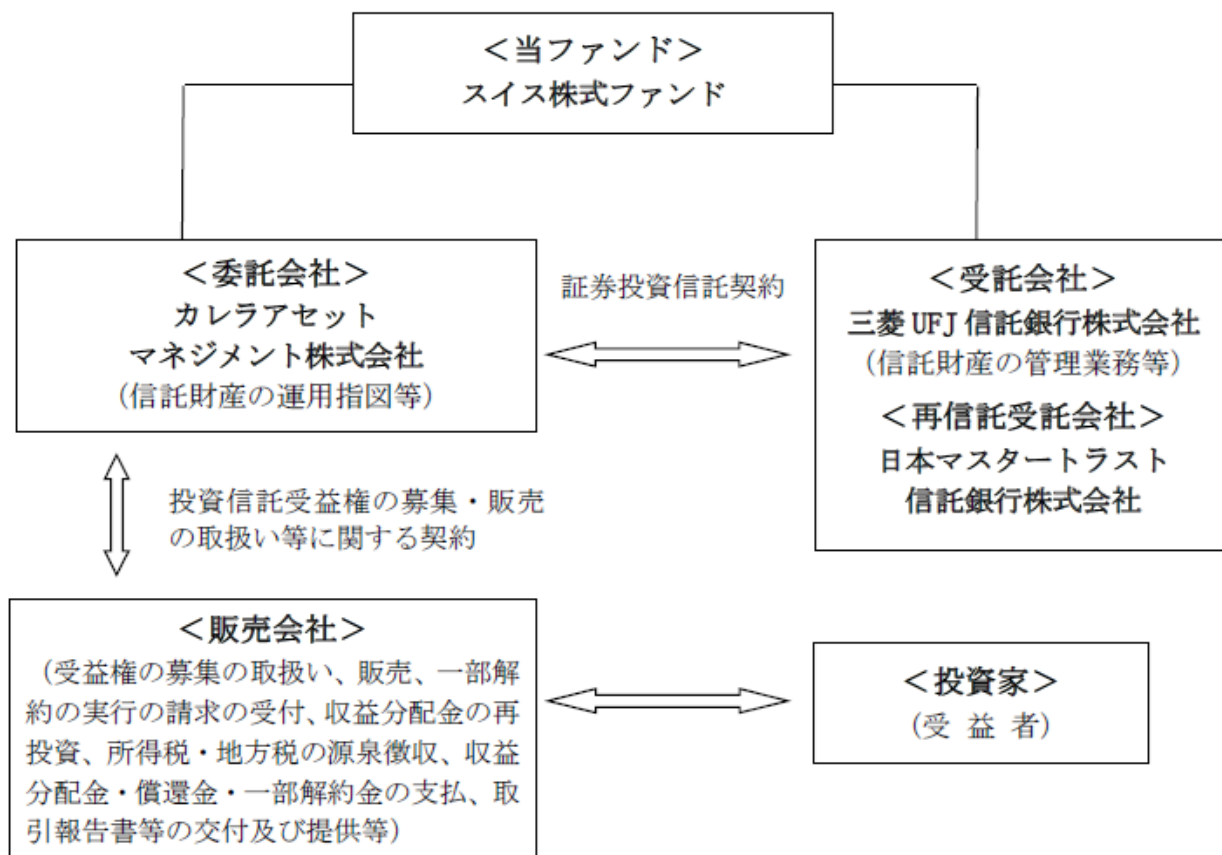 ＜当ファンド＞
スイス株式ファンド
＜委託会社＞
カレラアセット
マネジメント株式会社
（信託財産の運用指図等）
証券投資信託契約
＜受託会社＞
三菱 UFJ 信託銀行株式会社
（信託財産の管理業務等）
＜再信託受託会社＞
日本マスタートラスト
信託銀行株式会社
投資信託受益権の募集・販売
の取扱い等に関する契約
＜販売会社＞
（受益権の募集の取扱い、販売、一部解
約の実行の請求の受付、収益分配金の再
投資、所得税・地方税の源泉徴収、収益
分配金・償還金・一部解約金の支払、取
引報告書等の交付及び提供等）
＜投資家＞
（受 益 者）